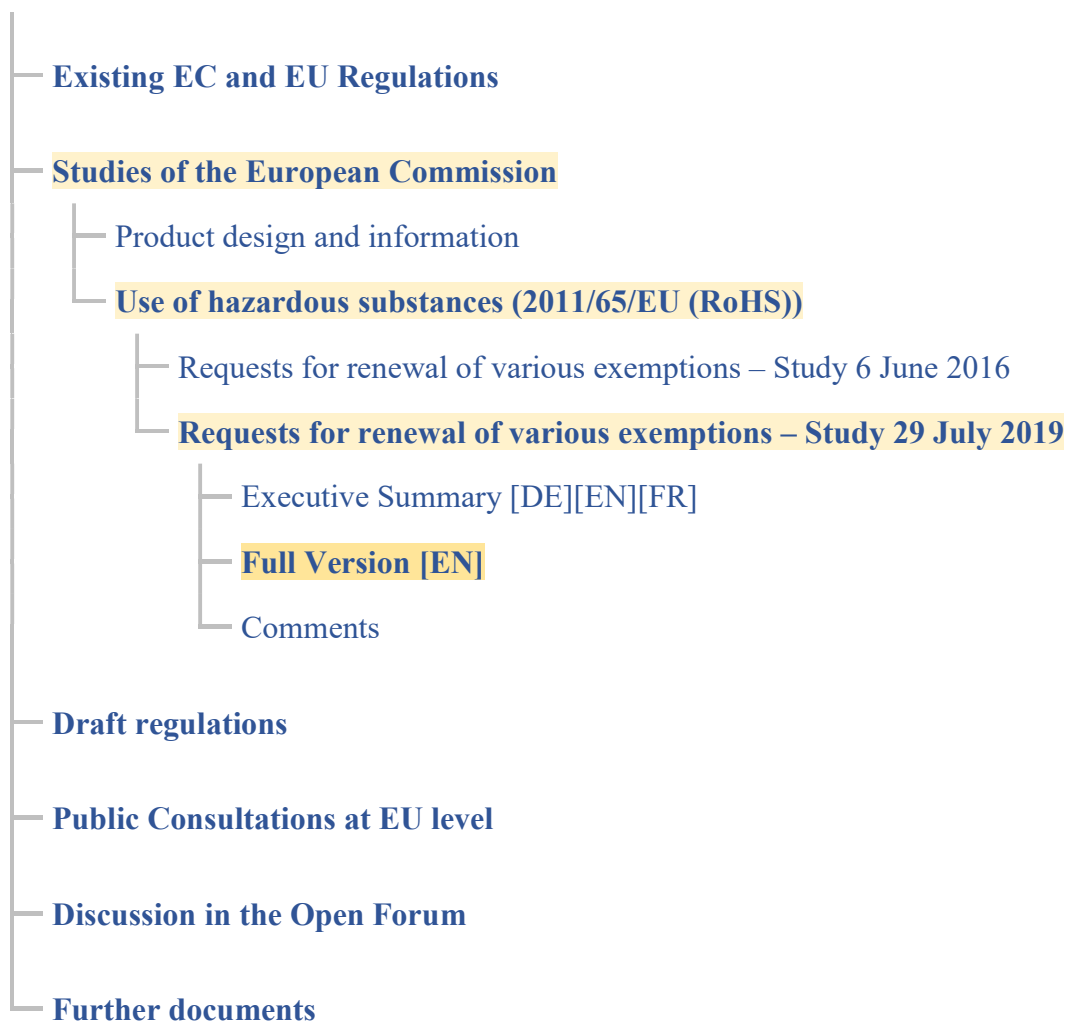 Existing EC and EU Regulations
Studies of the European Commission
Product design and information
Use of hazardous substances (2011/65/EU (RoHS))
Requests for renewal of various exemptions – Study 6 June 2016
Requests for renewal of various exemptions – Study 29 July 2019
Executive Summary [DE][EN][FR]
Full Version [EN]
Comments
Draft regulations
Public Consultations at EU level
Discussion in the Open Forum
Further documents